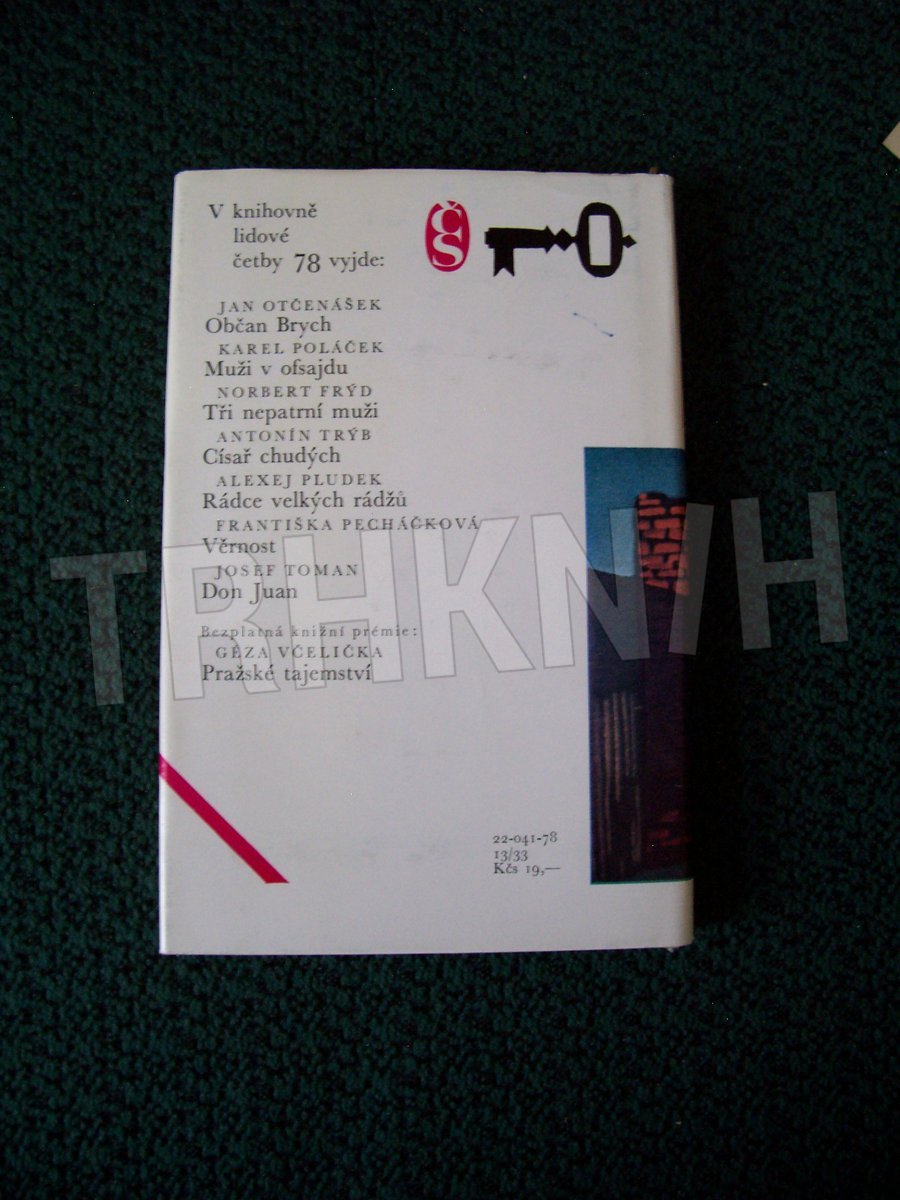 V knihovně
lidové
četby 78 vyjde:
ČS
JAN OTČENÁŠEK
Občan Brych
KAREL POLÁČEK
Muži v ofsajdu
NORBERT FRÝD
Tři nepatrní muži
ANTONÍN TRÝB
Císař chudých
ALEXEJ PLUDEK
Rádce velkých rádžů
FRANTIŠKA PECHÁČKOVÁ
Věrnost
JOSEF TOMAN
Don Juan
Bezplatná knižní prémie:
GÉZA VČELIČKA
Pražské tajemství
TRHKNIH
22-041-78
13/33
Kčs 19,—